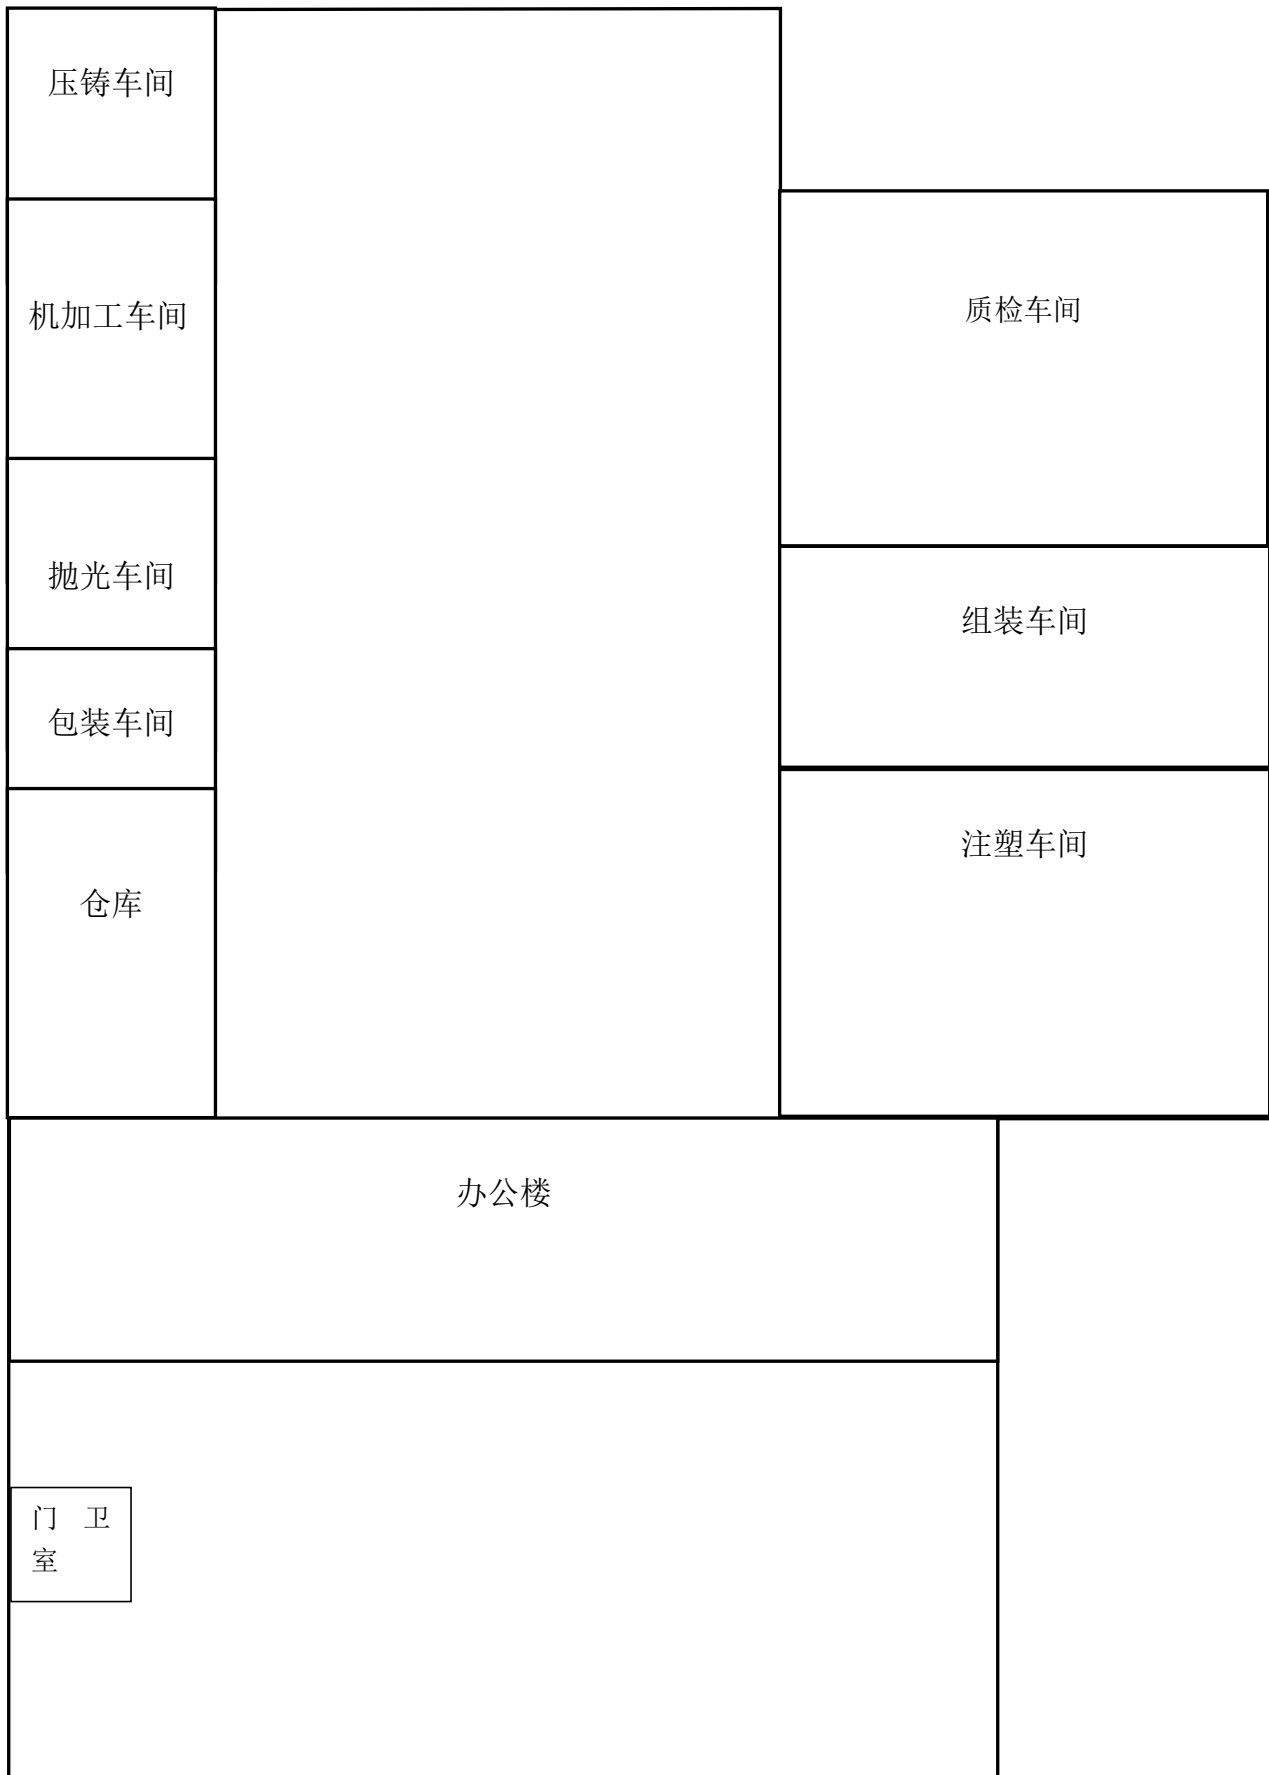 压铸车间
机加工车间
质检车间
抛光车间
组装车间
包装车间
注塑车间
仓库
办公楼
门 卫
室